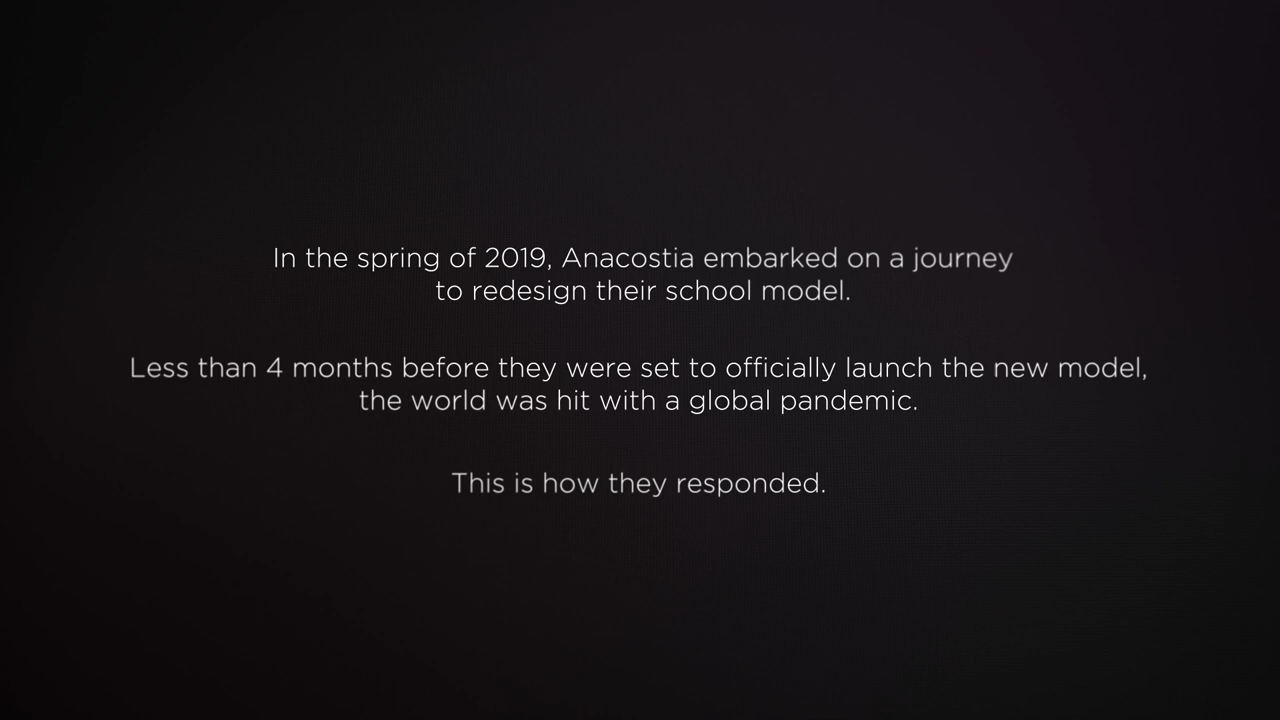 In the spring of 2019, Anacostia embarked on a journey
to redesign their school model.
Less than 4 months before they were set to officially launch the new model,
the world was hit with a global pandemic.
This is how they responded.